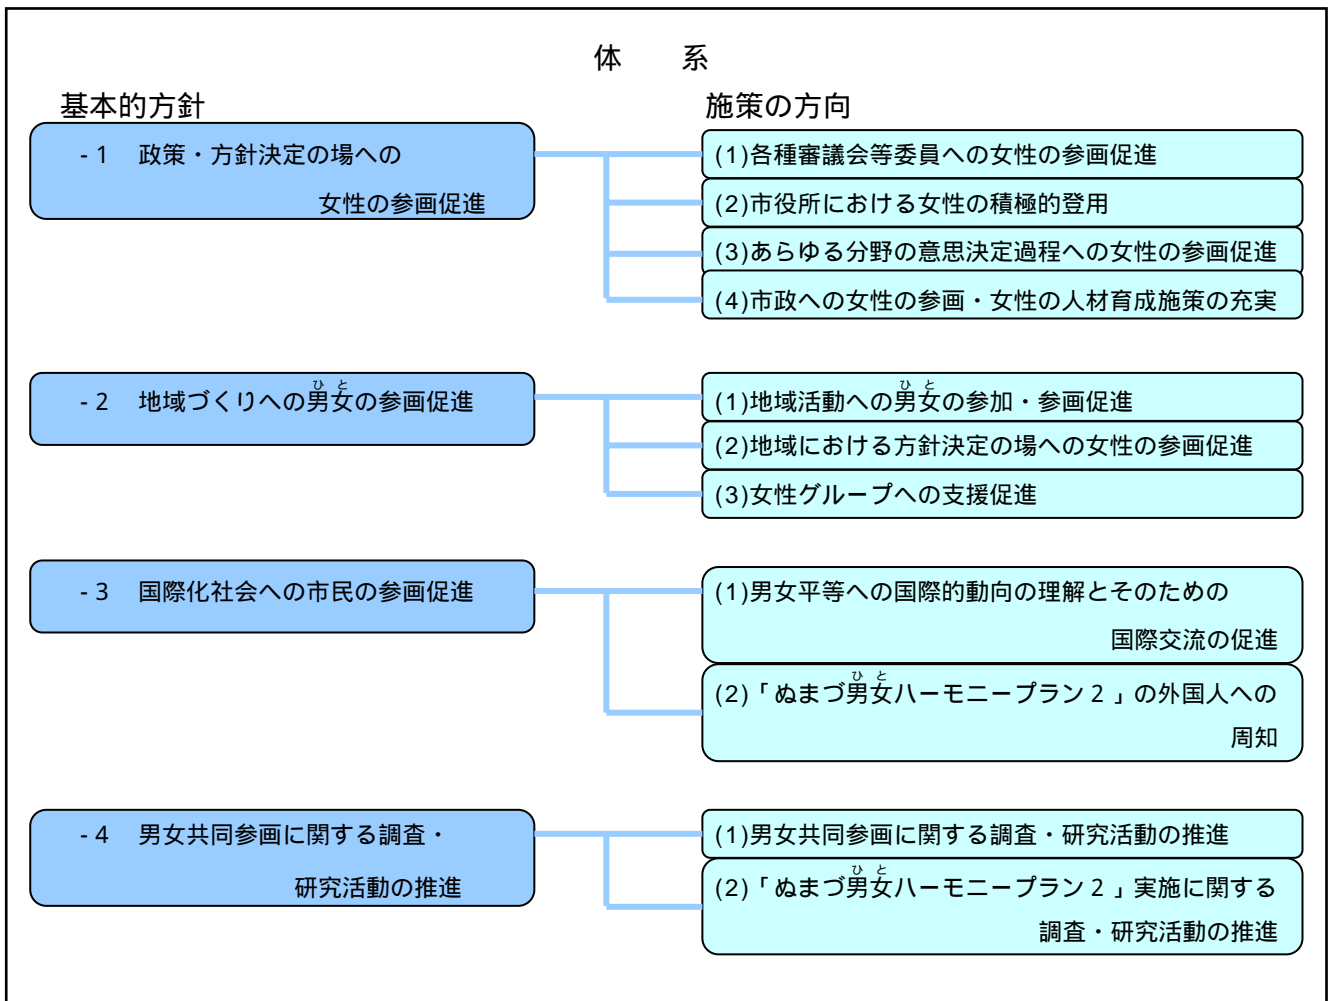 体　系
基本的方針
施策の方向
-1　政策・方針決定の場への
女性の参画促進
(1)各種審議会等委員への女性の参画促進
(2)市役所における女性の積極的登用
(3)あらゆる分野の意思決定過程への女性の参画促進
(4)市政への女性の参画・女性の人材育成施策の充実
ひと
-2　地域づくりへの男女の参画促進
ひと
(1)地域活動への男女の参加・参画促進
(2)地域における方針決定の場への女性の参画促進
(3)女性グループへの支援促進
-3　国際化社会への市民の参画促進
(1)男女平等への国際的動向の理解とそのための
国際交流の促進
ひと
(2)「ぬまづ男女ハーモニープラン2」の外国人への
周知
-4　男女共同参画に関する調査・
研究活動の推進
(1)男女共同参画に関する調査・研究活動の推進
ひと
(2)「ぬまづ男女ハーモニープラン2」実施に関する
調査・研究活動の推進